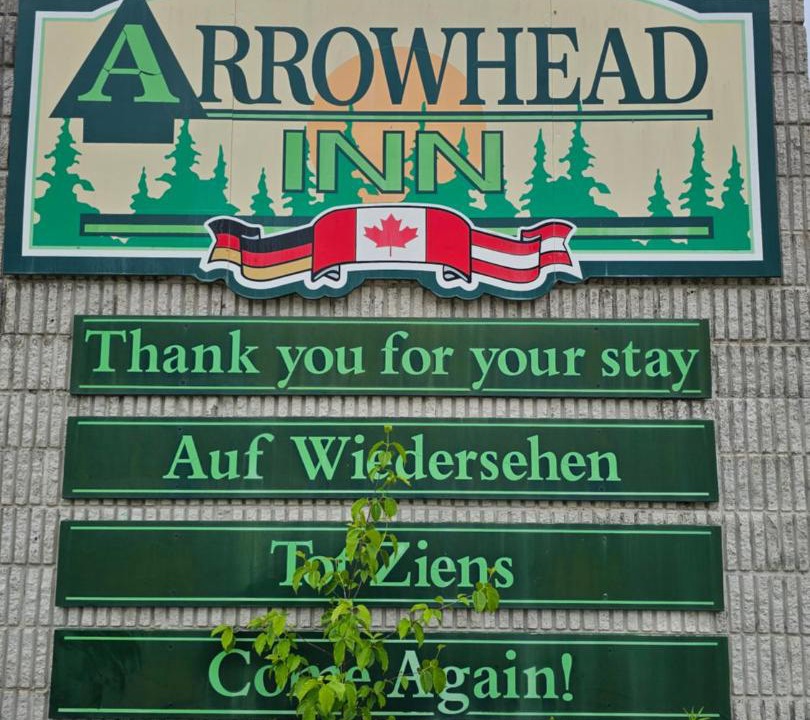 ARROWHEAD
INN
Thank you for your stay
Auf Wiedersehen
Tot Ziens
Come Again!